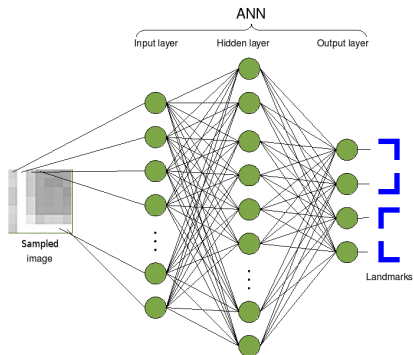 ANN
Input layer Hidden layer Output layer
Sampled
image
Landmarks